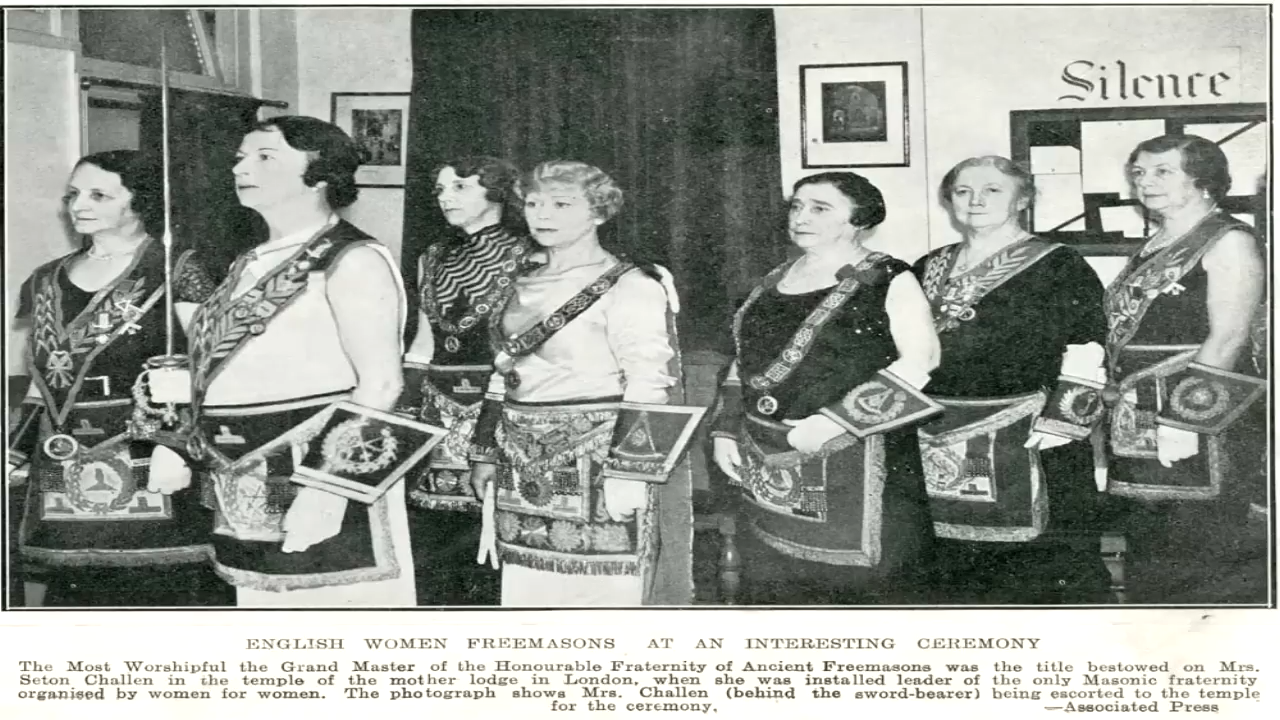 Silence
ENGLISH WOMEN FREEMASONS AT AN INTERESTING CEREMONY
The Most Worshipful the Grand Master of the Honourable Fraternity of Ancient Freemasons was the title bestowed on Mrs.
Seton Challen in the temple of the mother lodge in London, when she was installed leader of the only Masonic fraternity
organised by women for women. The photograph shows Mrs. Challen (behind the sword-bearer) being escorted to the temple
for the ceremony. —Associated Press